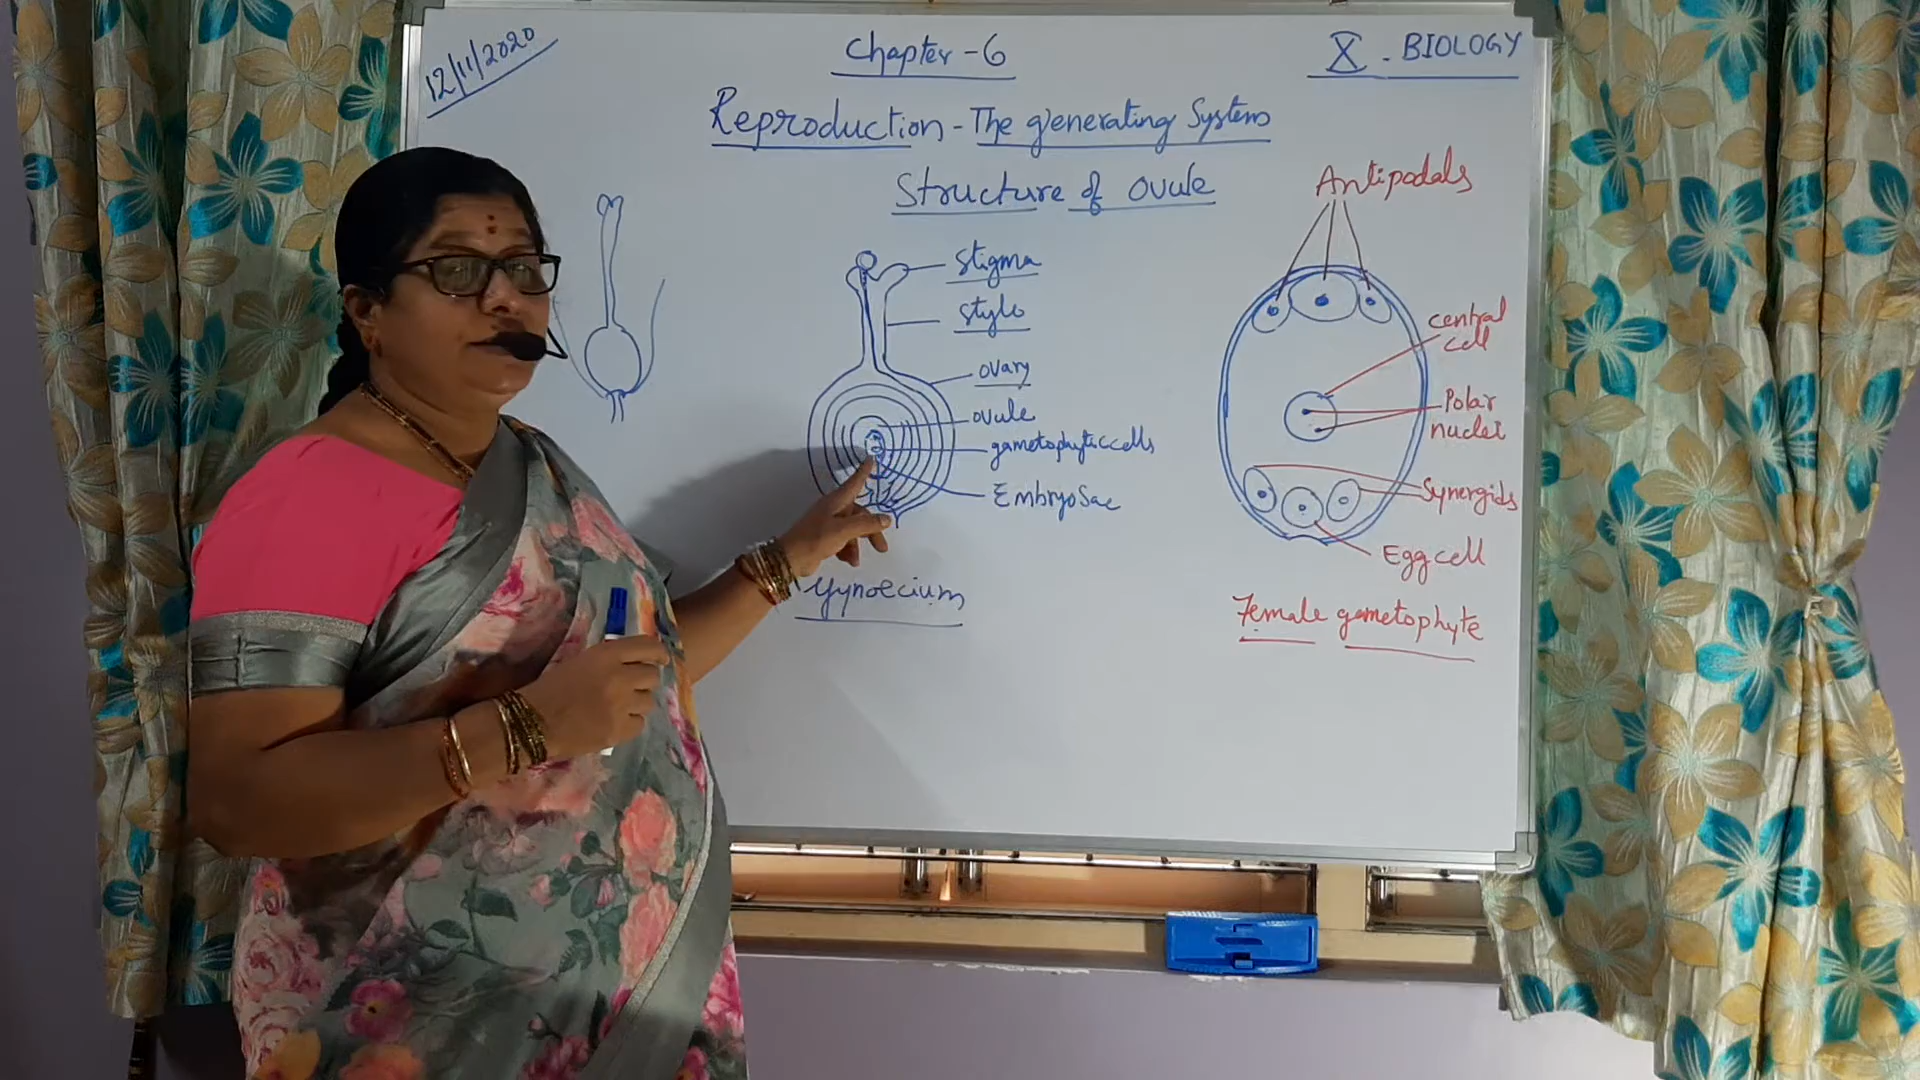 12/11/2020
Chapter - 6
X - BIOLOGY
Reproduction - The generating System
Structure of ovule
Stigma
style
ovary
ovule
gametophytic cells
Embryo Sac
Gynoecium
Antipodals
central
cell
Polar
nuclei
Synergids
Egg cell
Female gametophyte